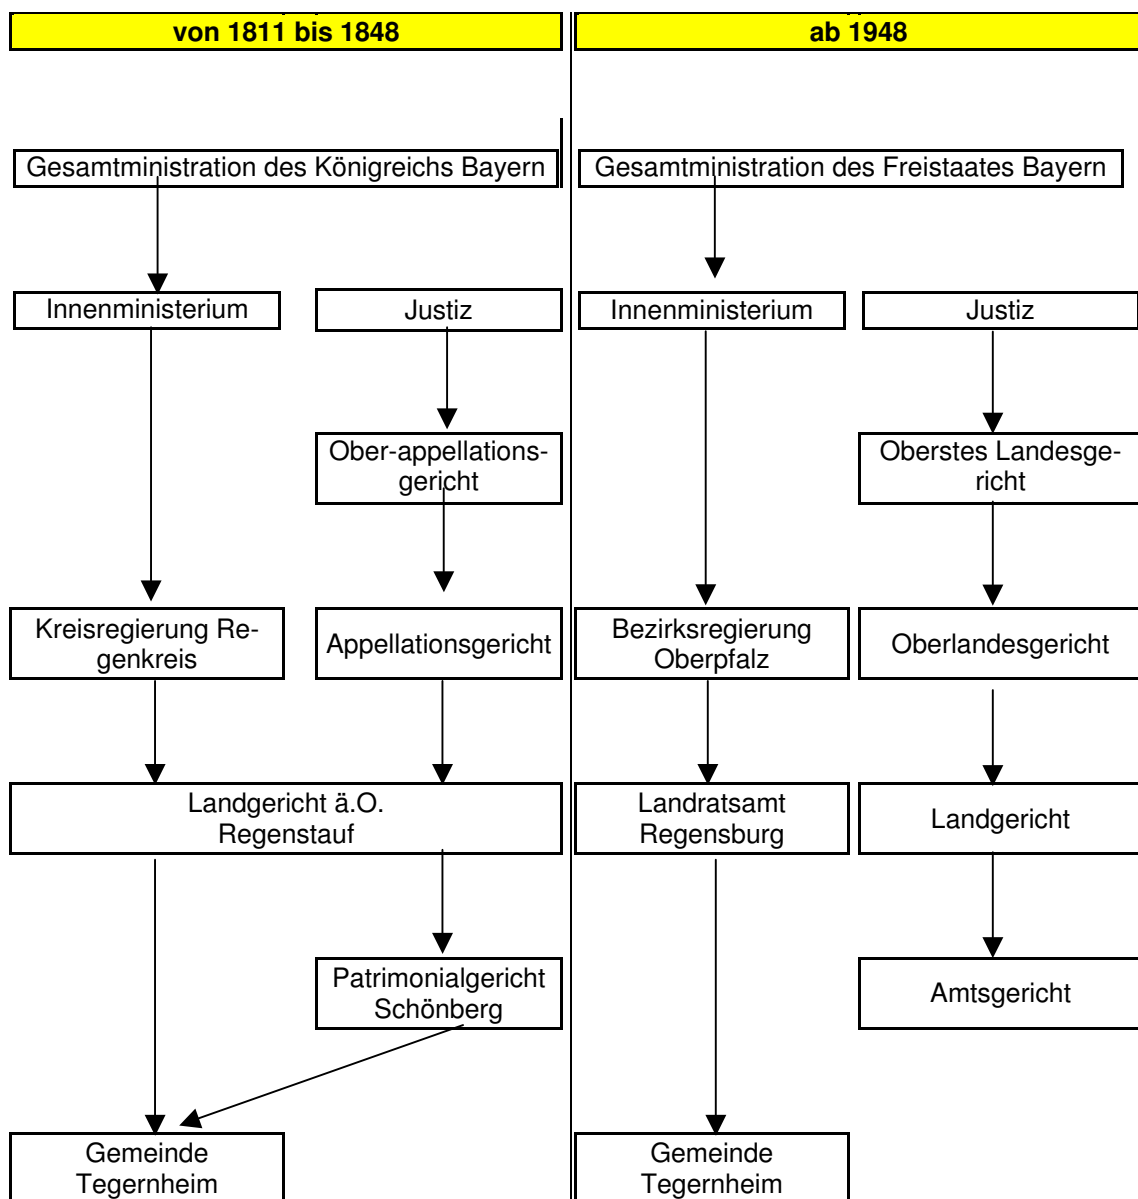 von 1811 bis 1848
Gesamtministration des Königreichs Bayern
Innenministerium
Justiz
Ober-appellations-
gericht
Kreisregierung Re-
genkreis
Appellationsgericht
Landgericht ä.O.
Regenstauf
Patrimonialgericht
Schönberg
Gemeinde
Tegernheim
ab 1948
Gesamtministration des Freistaates Bayern
Innenministerium
Justiz
Oberstes Landesge-
richt
Bezirksregierung
Oberpfalz
Oberlandesgericht
Landratsamt
Regensburg
Landgericht
Amtsgericht
Gemeinde
Tegernheim